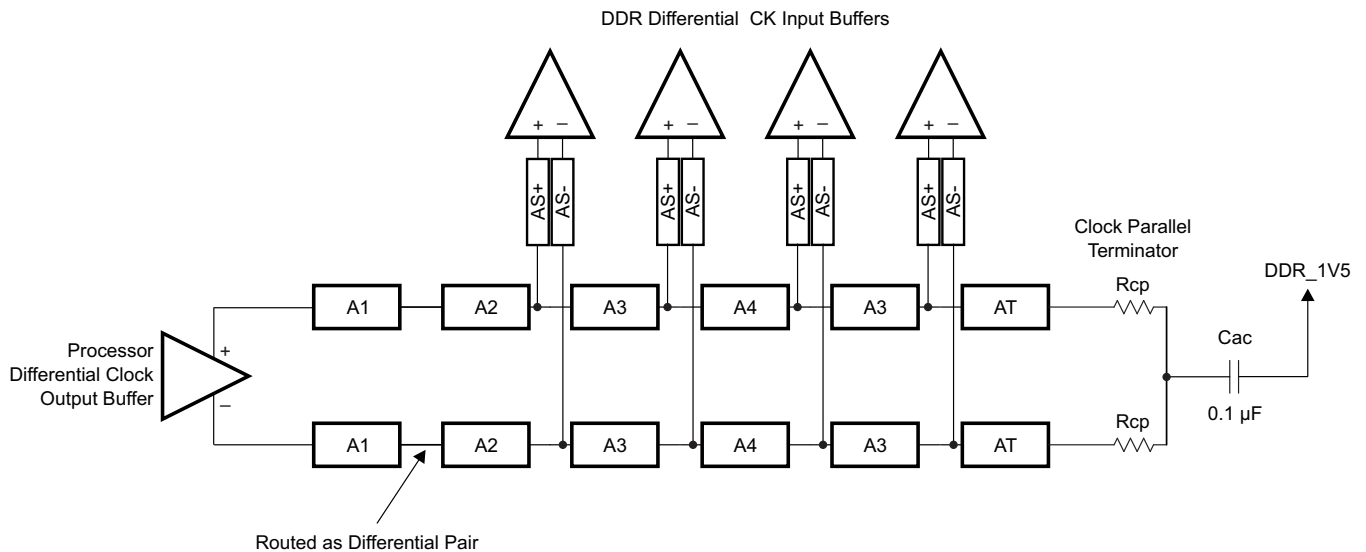 DDR Differential CK Input Buffers
+ – + – + – + –
AS+ AS- AS+ AS- AS+ AS- AS+ AS-
Clock Parallel
Terminator
DDR_1V5
Rcp
A1 A2 A3 A4 A3 AT
Cac
0.1 µF
Processor
Differential Clock
Output Buffer
+
–
Rcp
A1 A2 A3 A4 A3 AT
Routed as Differential Pair